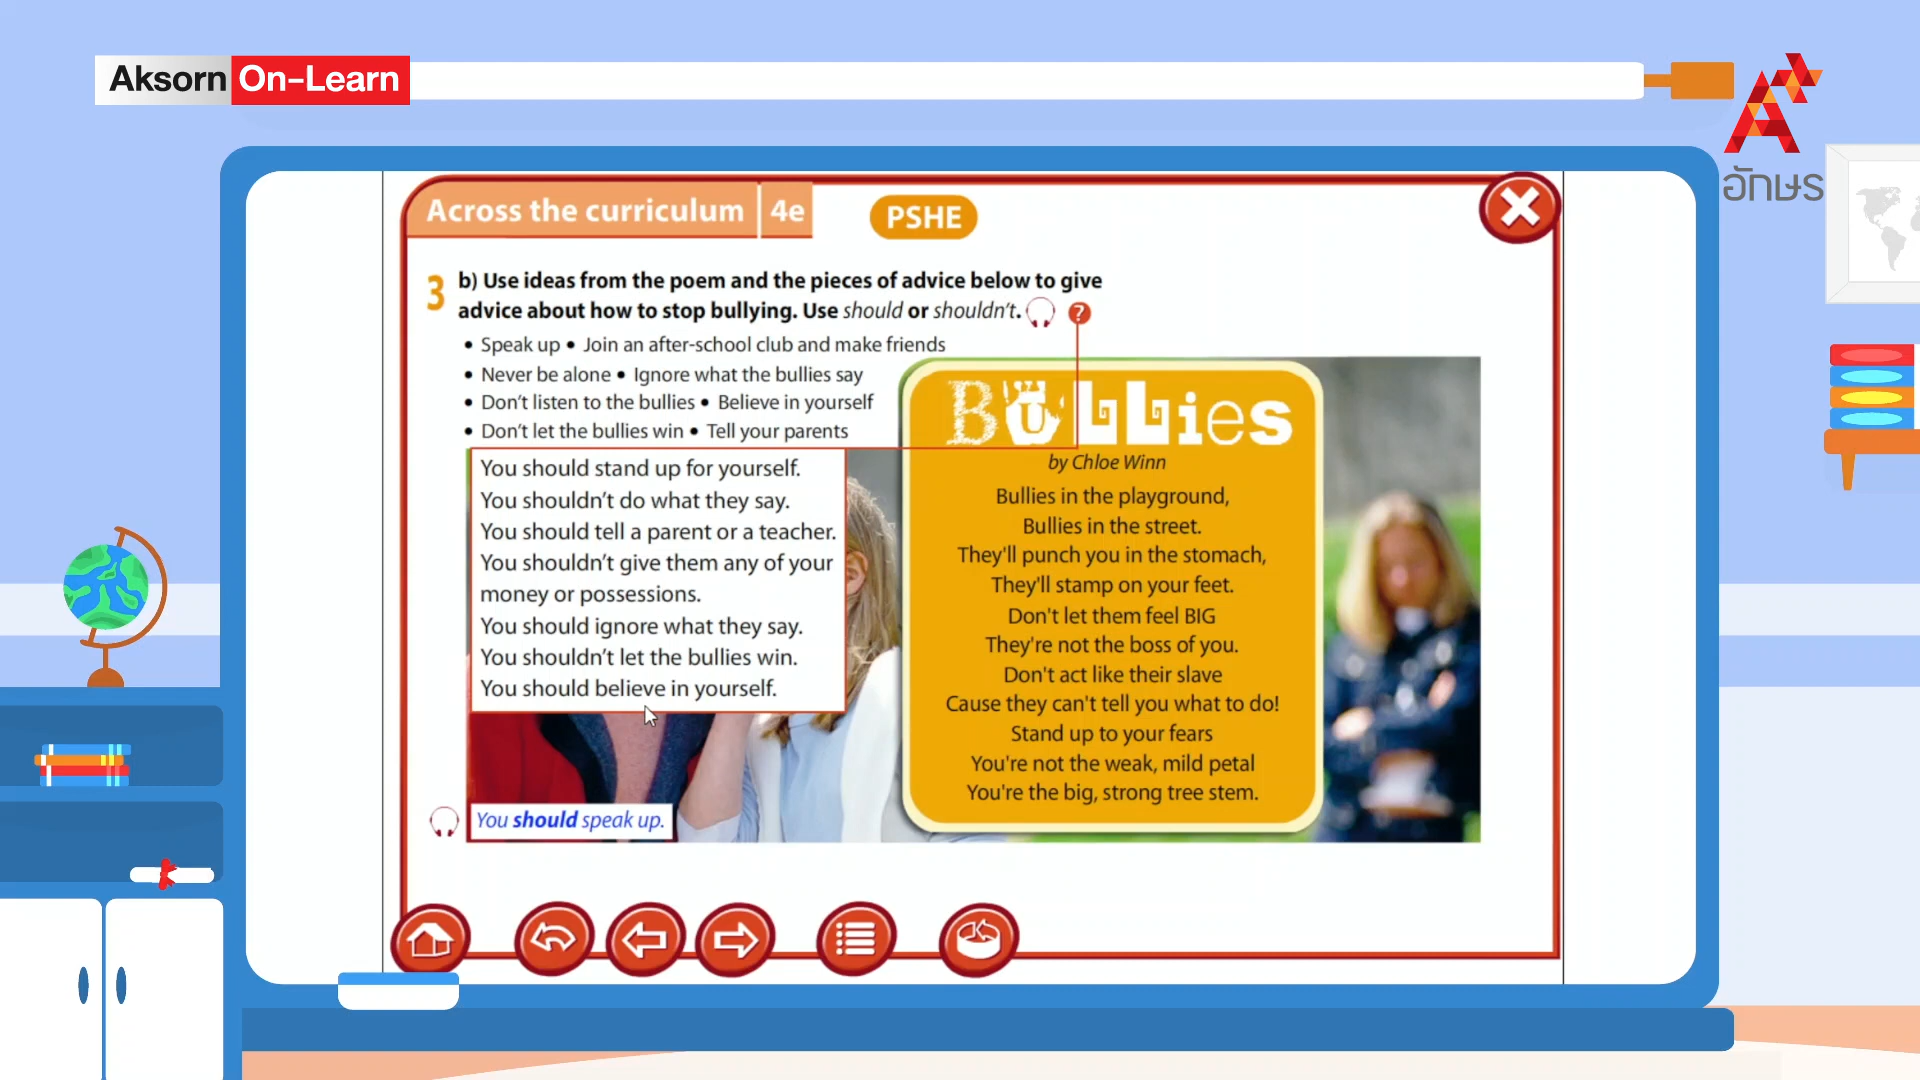 Aksorn On-Learn
อักษร
Across the curriculum 4e
PSHE
3 b) Use ideas from the poem and the pieces of advice below to give
advice about how to stop bullying. Use should or shouldn't. ?
• Speak up • Join an after-school club and make friends
• Never be alone • Ignore what the bullies say
• Don't listen to the bullies • Believe in yourself
• Don't let the bullies win • Tell your parents
You should stand up for yourself.
You shouldn't do what they say.
You should tell a parent or a teacher.
You shouldn't give them any of your
money or possessions.
You should ignore what they say.
You shouldn't let the bullies win.
You should believe in yourself.
You should speak up.
BULLies
by Chloe Winn
Bullies in the playground,
Bullies in the street.
They'll punch you in the stomach,
They'll stamp on your feet.
Don't let them feel BIG
They're not the boss of you.
Don't act like their slave
Cause they can't tell you what to do!
Stand up to your fears
You're not the weak, mild petal
You're the big, strong tree stem.